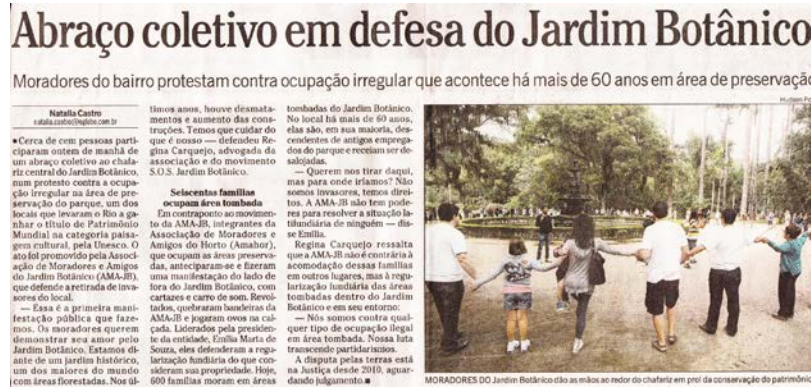 Abraço coletivo em defesa do Jardim Botânico
Moradores do bairro protestam contra ocupação irregular que acontece há mais de 60 anos em área de preservação
Natalia Castro
natalia.castro@oglobo.com.br
• Cerca de cem pessoas parti-
ciparam ontem de manhã de
um abraço coletivo ao chafa-
riz central do Jardim Botânico,
num protesto contra a ocupa-
ção irregular na área de pre-
servação do parque, um dos
locais que levaram o Rio a ga-
nhar o título de Patrimônio
Mundial na categoria paisa-
gem cultural, pela Unesco. O
ato foi promovido pela Associ-
ação de Moradores e Amigos
do Jardim Botânico (AMA-JB),
que defende a retirada de inva-
sores do local.
— Essa é a primeira mani-
festação pública que faze-
mos. Os moradores querem
demonstrar seu amor pelo
Jardim Botânico. Estamos di-
ante de um jardim histórico,
um dos maiores do mundo
com áreas florestadas. Nos úl-
timos anos, houve desmata-
mentos e aumento das cons-
truções. Temos que cuidar do
que é nosso — defendeu Re-
gina Carquejo, advogada da
associação e do movimento
S.O.S. Jardim Botânico.
Seiscentas famílias
ocupam área tombada
Em contraponto ao movimen-
to da AMA-JB, integrantes da
Associação de Moradores e
Amigos do Horto (Amahor),
que ocupam as áreas preserva-
das, anteciparam-se e fizeram
uma manifestação do lado de
fora do Jardim Botânico, com
cartazes e carro de som. Revol-
tados, quebraram bandeiras da
AMA-JB e jogaram ovos na cal-
çada. Liderados pela presiden-
te da entidade, Emília Maria de
Souza, eles defenderam a regu-
larização fundiária do que con-
sideram sua propriedade. Hoje,
600 famílias moram em áreas
tombadas do Jardim Botânico.
No local há mais de 60 anos,
elas são, em sua maioria, des-
cendentes de antigos emprega-
dos do parque e receiam ser de-
salojadas.
— Querem nos tirar daqui,
mas para onde iríamos? Não
somos invasores, temos direi-
tos. A AMA-JB não tem pode-
res para resolver a situação la-
tifundiária de ninguém — dis-
se Emília.
Regina Carquejo ressalta
que a AMA-JB não é contrária à
acomodação dessas famílias
em outros lugares, mas à regu-
larização fundiária das áreas
tombadas dentro do Jardim
Botânico e em seu entorno:
— Nós somos contra qual-
quer tipo de ocupação ilegal
em área tombada. Nossa luta
transcende partidarismos.
A disputa pelas terras está
na Justiça desde 2010, aguar-
dando julgamento. ■
MORADORES DO Jardim Botânico dão as mãos ao redor do chafariz em prol da conservação do patrimônio